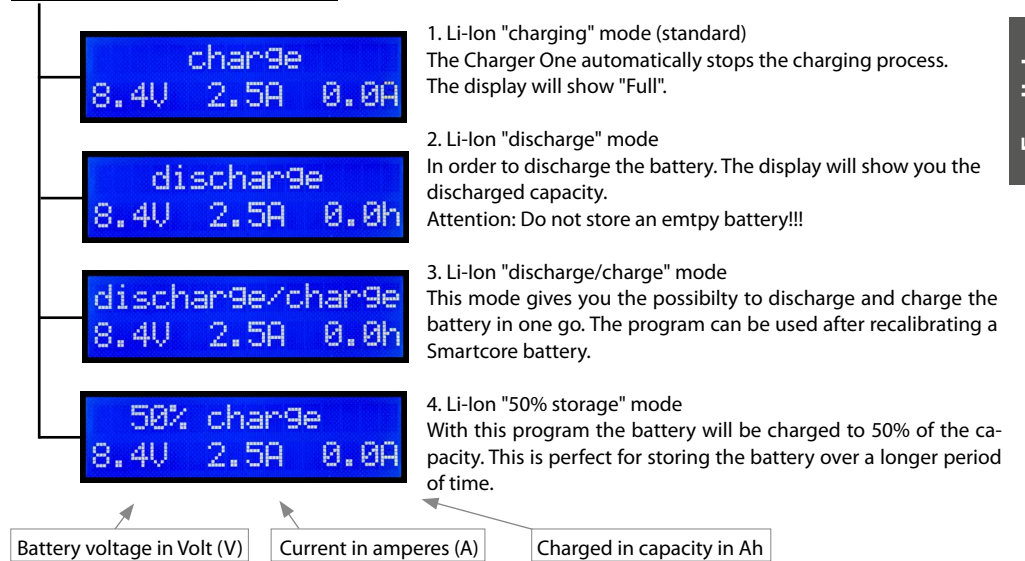 charge
8.4V 2.5A 0.0A
1. Li-Ion "charging" mode (standard)
The Charger One automatically stops the charging process.
The display will show "Full".
discharge
8.4V 2.5A 0.0h
2. Li-Ion "discharge" mode
In order to discharge the battery. The display will show you the
discharged capacity.
Attention: Do not store an emtpy battery!!!
discharge/charge
8.4V 2.5A 0.0h
3. Li-Ion "discharge/charge" mode
This mode gives you the possibilty to discharge and charge the
battery in one go. The program can be used after recalibrating a
Smartcore battery.
50% charge
8.4V 2.5A 0.0A
4. Li-Ion "50% storage" mode
With this program the battery will be charged to 50% of the ca-
pacity. This is perfect for storing the battery over a longer period
of time.
Battery voltage in Volt (V)
Current in amperes (A)
Charged in capacity in Ah